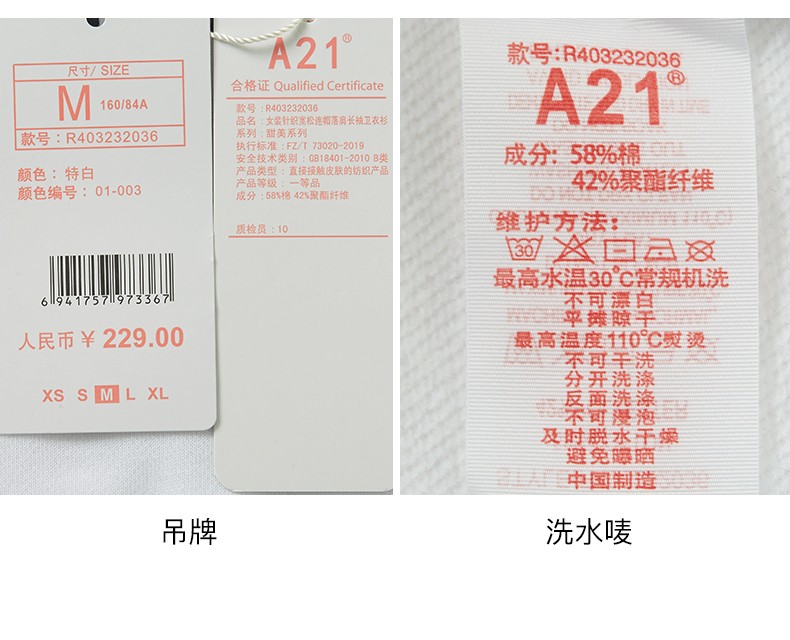 尺寸/ SIZE
M 160/84A
款号：R403232036
颜色：特白
颜色编号：01-003
6 941757 973367
人民币 ¥ 229.00
XS S M L XL
A21®
合格证 Qualified Certificate
款号：R403232036
品名：女装针织宽松连帽落肩长袖卫衣衫
系列：甜美系列
执行标准：FZ/T 73020-2019
安全技术类别：GB18401-2010 B类
产品类型：直接接触皮肤的纺织产品
产品等级：一等品
成分：58%棉 42%聚酯纤维
质检员：10
款号:R403232036
A21®
成分: 58%棉
42%聚酯纤维
维护方法:
30
最高水温30°C常规机洗
不可漂白
平摊晾干
最高温度110°C熨烫
不可干洗
分开洗涤
反面洗涤
不可浸泡
及时脱水干燥
避免曝晒
中国制造
吊牌
洗水唛